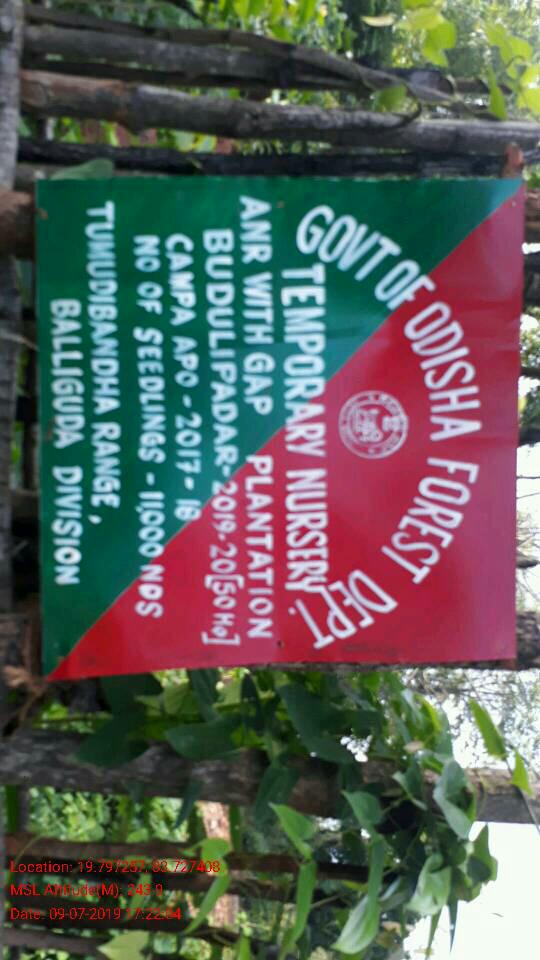 GOVT OF ODISHA FOREST DEPT.
TEMPORARY NURSERY
ANR WITH GAP PLANTATION
BUDULIPADAR-2019-20[50 Ha]
CAMPA APO - 2017 - 18
NO OF SEEDLINGS - 11,000 NOS
TUMUDIBANDHA RANGE,
BALLIGUDA DIVISION
Location: 19.797257, 83.727408
MSL Altitude(M): 243.9
Date: 09-07-2019 17:22:04